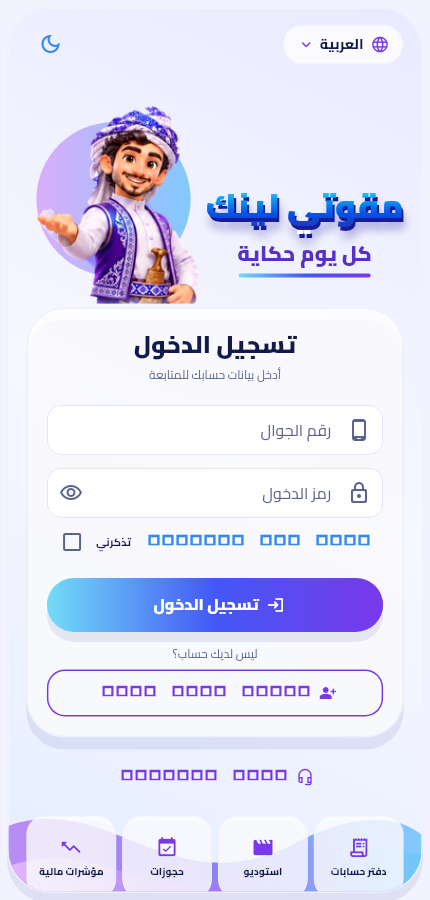 العربية
مقوتي لينك
كل يوم حكاية
تسجيل الدخول
أدخل بيانات حسابك للمتابعة
رقم الجوال
رمز الدخول
تذكرني
تسجيل الدخول
ليس لديك حساب؟
دفتر حسابات
استوديو
حجوزات
مؤشرات مالية